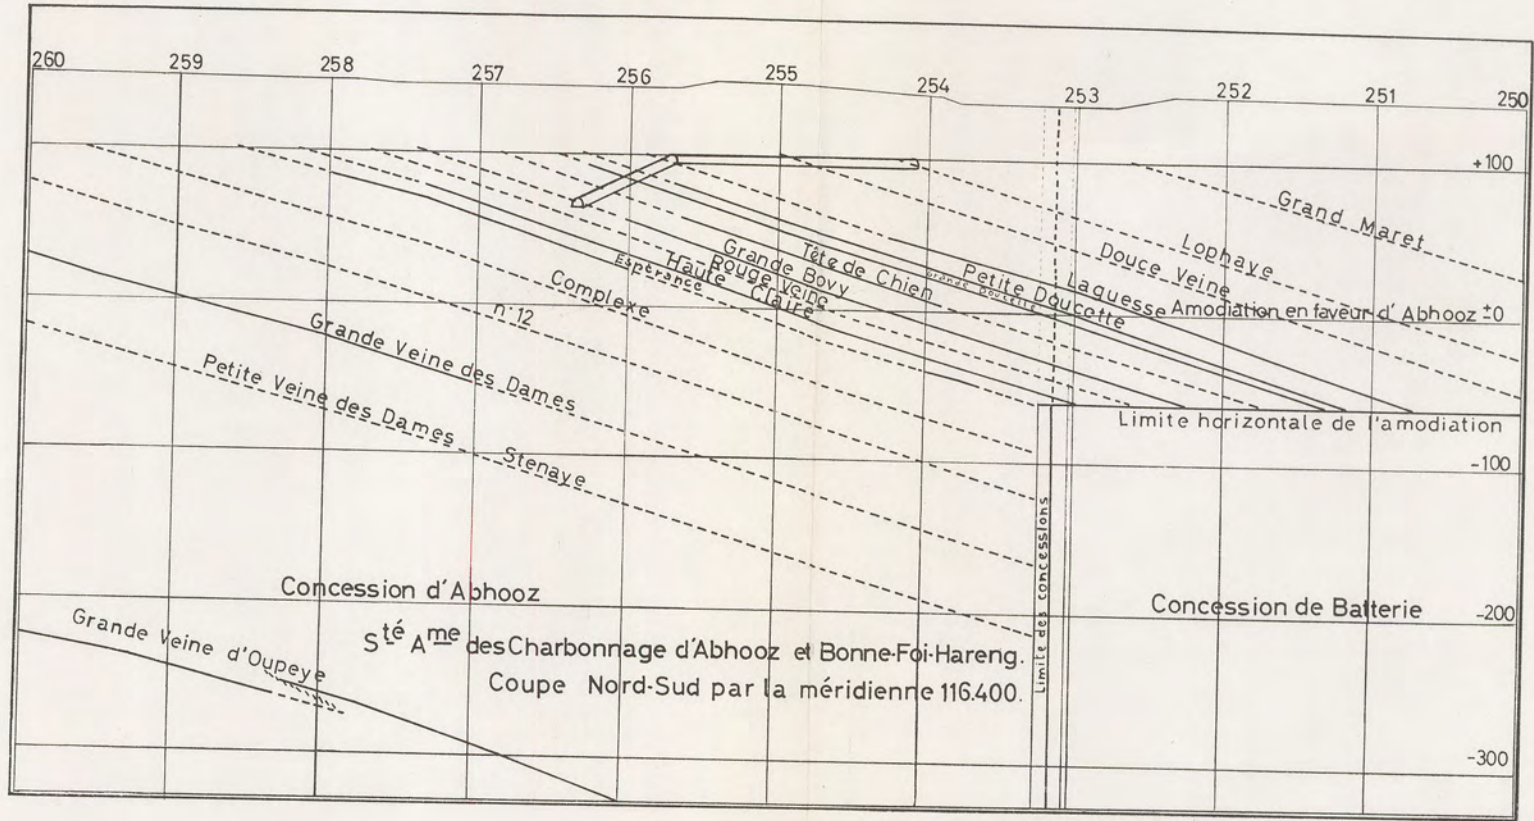 260 259 258 257 256 255 254 253 252 251 250
+100
Grand Maret
Lophaye
Douce Veine
Amodiation en faveur d'Abhooz ±0
Laquesse
Petite Doucette
Grande Doucette
Tête de Chien
Grande Bovy
Rouge Veine
Haute Claire
Espérance
Complexe
n° 12
Grande Veine des Dames
Petite Veine des Dames
Stenaye
Limite horizontale de l'amodiation
-100
Limite des concessions
Concession d'Abhooz
Concession de Batterie
-200
Sté Ame des Charbonnage d'Abhooz et Bonne-Foi-Hareng.
Coupe Nord-Sud par la méridienne 116.400.
Grande Veine d'Oupeye
-300